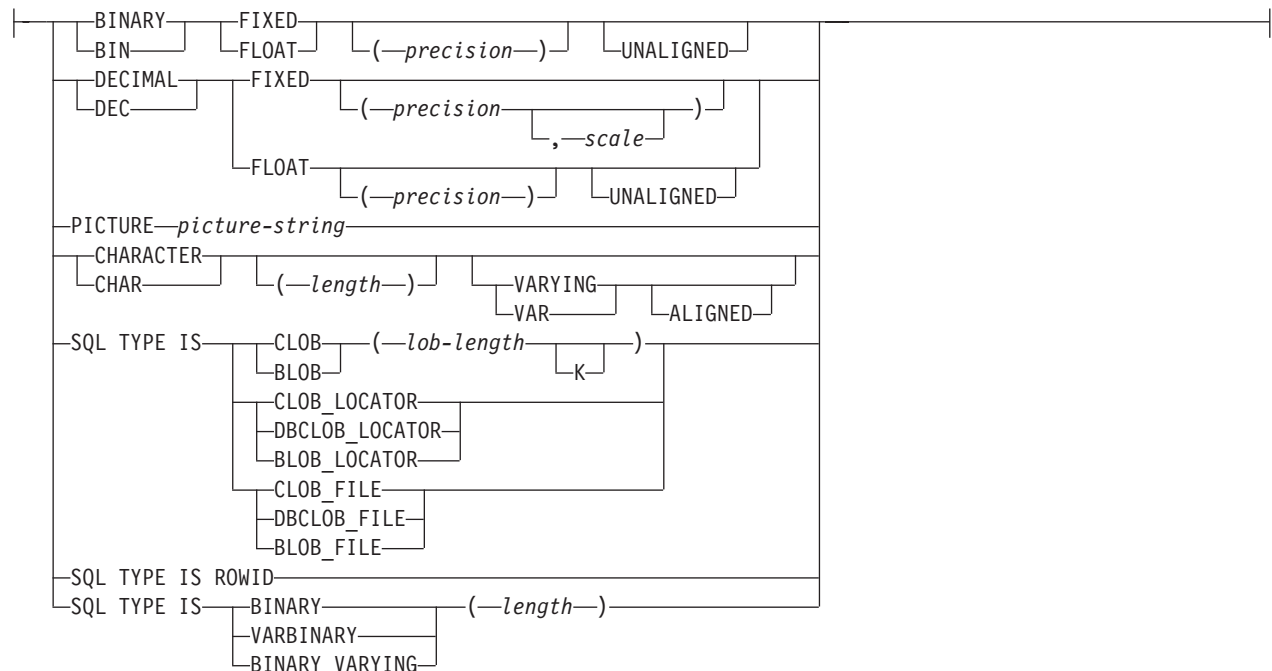 BINARY FIXED
BIN FLOAT ( precision ) UNALIGNED
DECIMAL FIXED
DEC ( precision )
, scale
FLOAT
( precision ) UNALIGNED
PICTURE picture-string
CHARACTER
CHAR ( length ) VARYING
VAR ALIGNED
SQL TYPE IS CLOB ( lob-length )
BLOB K
CLOB_LOCATOR
DBCLOB_LOCATOR
BLOB_LOCATOR
CLOB_FILE
DBCLOB_FILE
BLOB_FILE
SQL TYPE IS ROWID
SQL TYPE IS BINARY ( length )
VARBINARY
BINARY VARYING